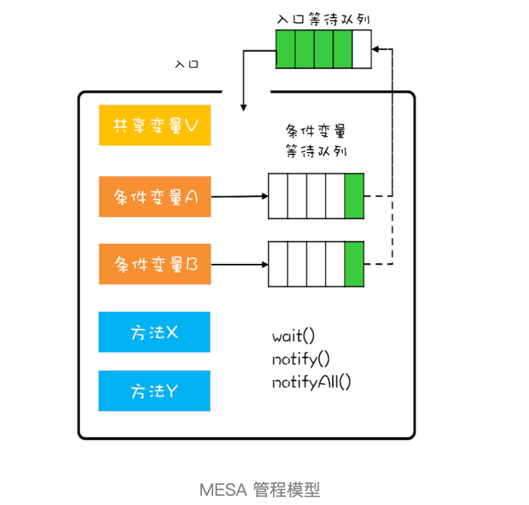 入口等待队列
入口
共享变量V
条件变量
等待队列
条件变量A
条件变量B
方法X
wait()
notify()
notifyAll()
方法Y
MESA 管程模型